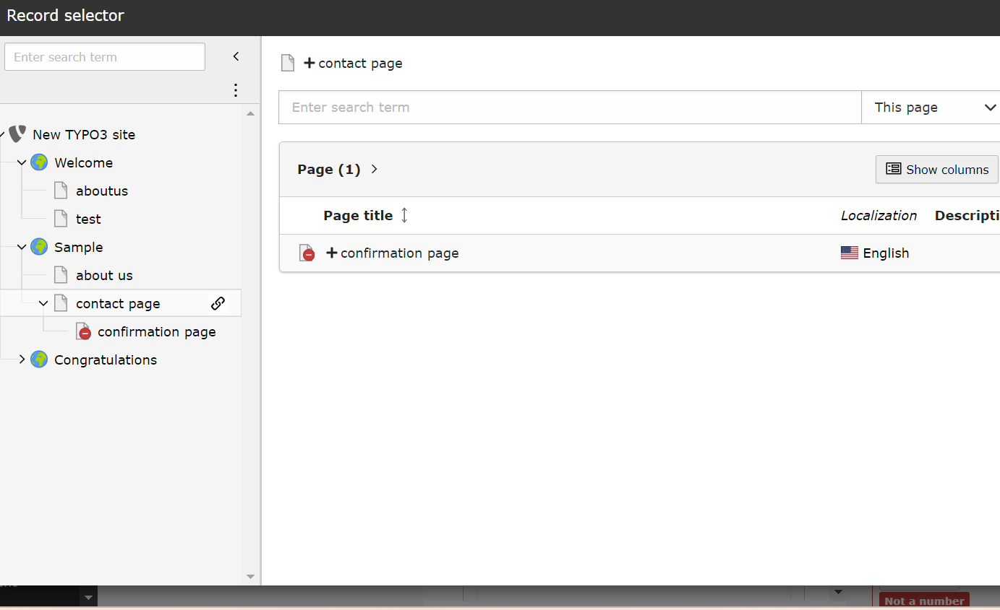 Record selector
Enter search term
New TYPO3 site
Welcome
aboutus
test
Sample
about us
contact page
confirmation page
Congratulations
contact page
Enter search term
This page
Page (1)
Show columns
Page title
Localization
Descripti
confirmation page
English
Not a number